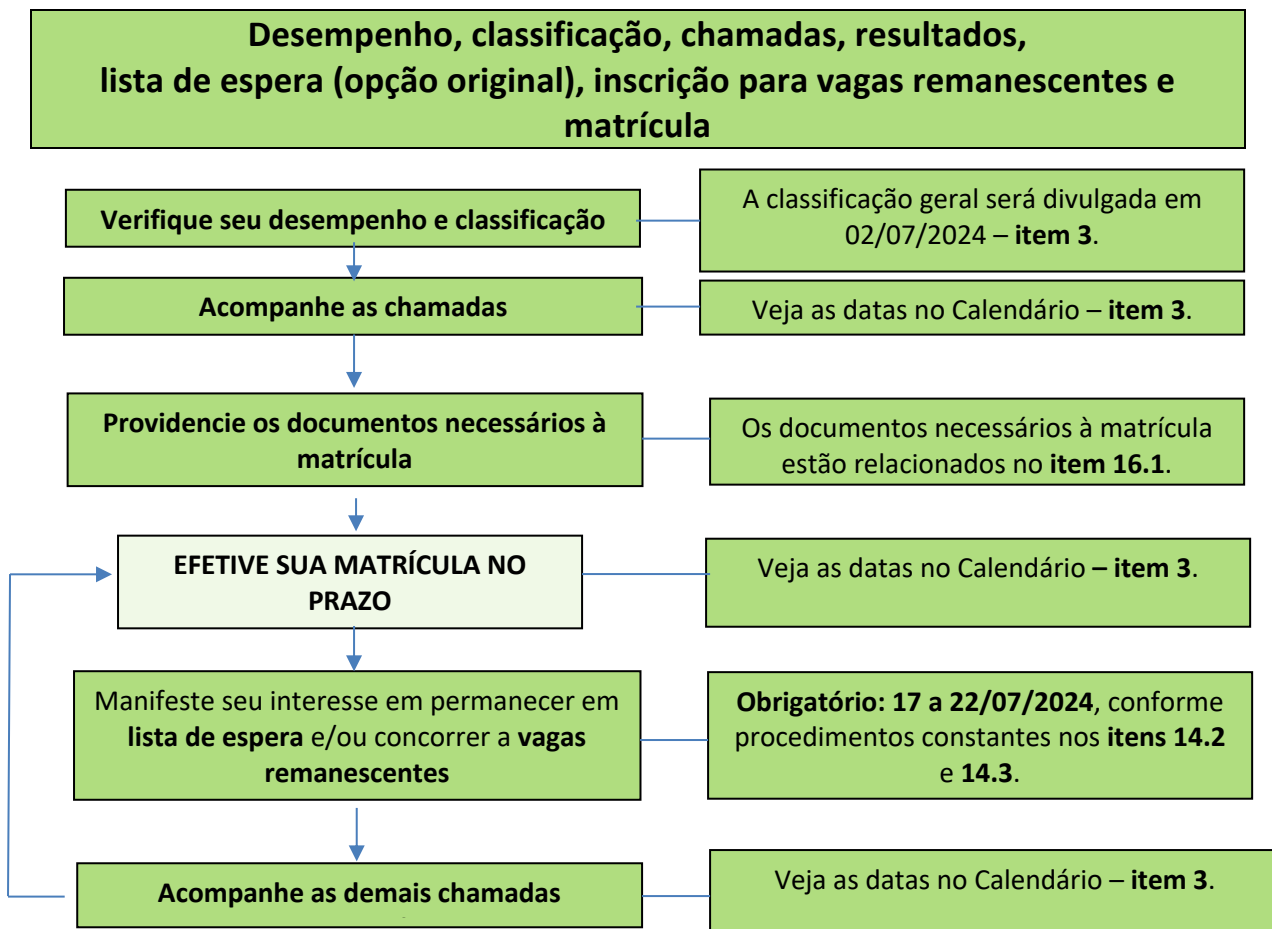 Desempenho, classificação, chamadas, resultados,
lista de espera (opção original), inscrição para vagas remanescentes e
matrícula
Verifique seu desempenho e classificação
A classificação geral será divulgada em
02/07/2024 – item 3.
Acompanhe as chamadas
Veja as datas no Calendário – item 3.
Providencie os documentos necessários à
matrícula
Os documentos necessários à matrícula
estão relacionados no item 16.1.
EFETIVE SUA MATRÍCULA NO
PRAZO
Veja as datas no Calendário – item 3.
Manifeste seu interesse em permanecer em
lista de espera e/ou concorrer a vagas
remanescentes
Obrigatório: 17 a 22/07/2024, conforme
procedimentos constantes nos itens 14.2
e 14.3.
Acompanhe as demais chamadas
Veja as datas no Calendário – item 3.